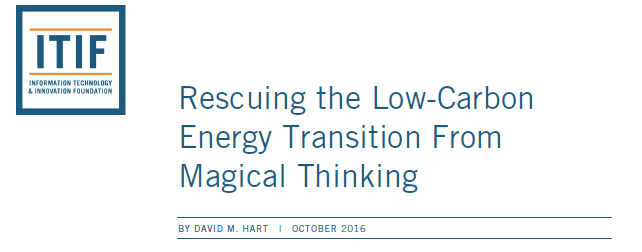 ITIF
INFORMATION TECHNOLOGY
& INNOVATION FOUNDATION
Rescuing the Low-Carbon
Energy Transition From
Magical Thinking
BY DAVID M. HART | OCTOBER 2016